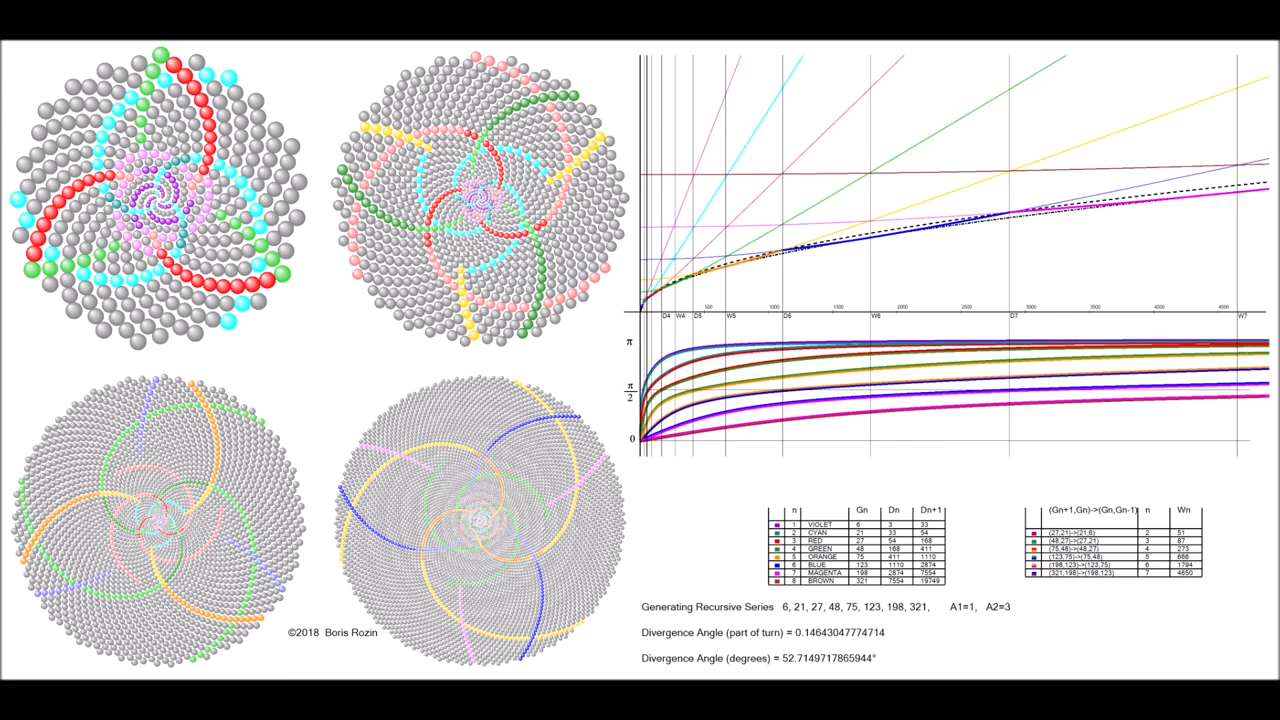 500 1000 1500 2000 2500 3000 3500 4000 4500
D4 W4 D5 W5 D6 W6 D7 W7
π
π
2
0
n Gn Dn Dn+1
1 VIOLET 6 3 33
2 CYAN 21 33 54
3 RED 27 54 168
4 GREEN 48 168 411
5 ORANGE 75 411 1110
6 BLUE 123 1110 2874
7 MAGENTA 198 2874 7554
8 BROWN 321 7554 19749
(Gn+1,Gn)->(Gn,Gn-1) n Wn
(27,21)->(21,6) 2 51
(48,27)->(27,21) 3 87
(75,48)->(48,27) 4 273
(123,75)->(75,48) 5 666
(198,123)->(123,75) 6 1794
(321,198)->(198,123) 7 4650
Generating Recursive Series 6, 21, 27, 48, 75, 123, 198, 321, A1=1, A2=3
©2018 Boris Rozin
Divergence Angle (part of turn) = 0.14643047774714
Divergence Angle (degrees) = 52.7149717865944°